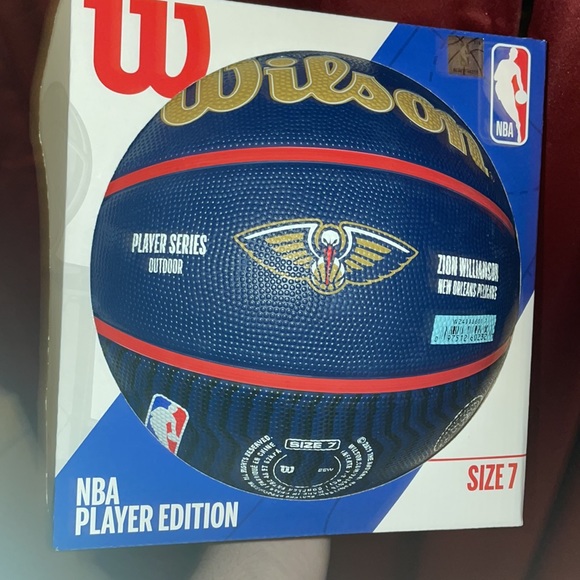 W
Wilson
NBA
PLAYER SERIES
OUTDOOR
ZION WILLIAMSON
NEW ORLEANS PELICANS
SIZE 7
W
NBA
PLAYER EDITION
SIZE 7